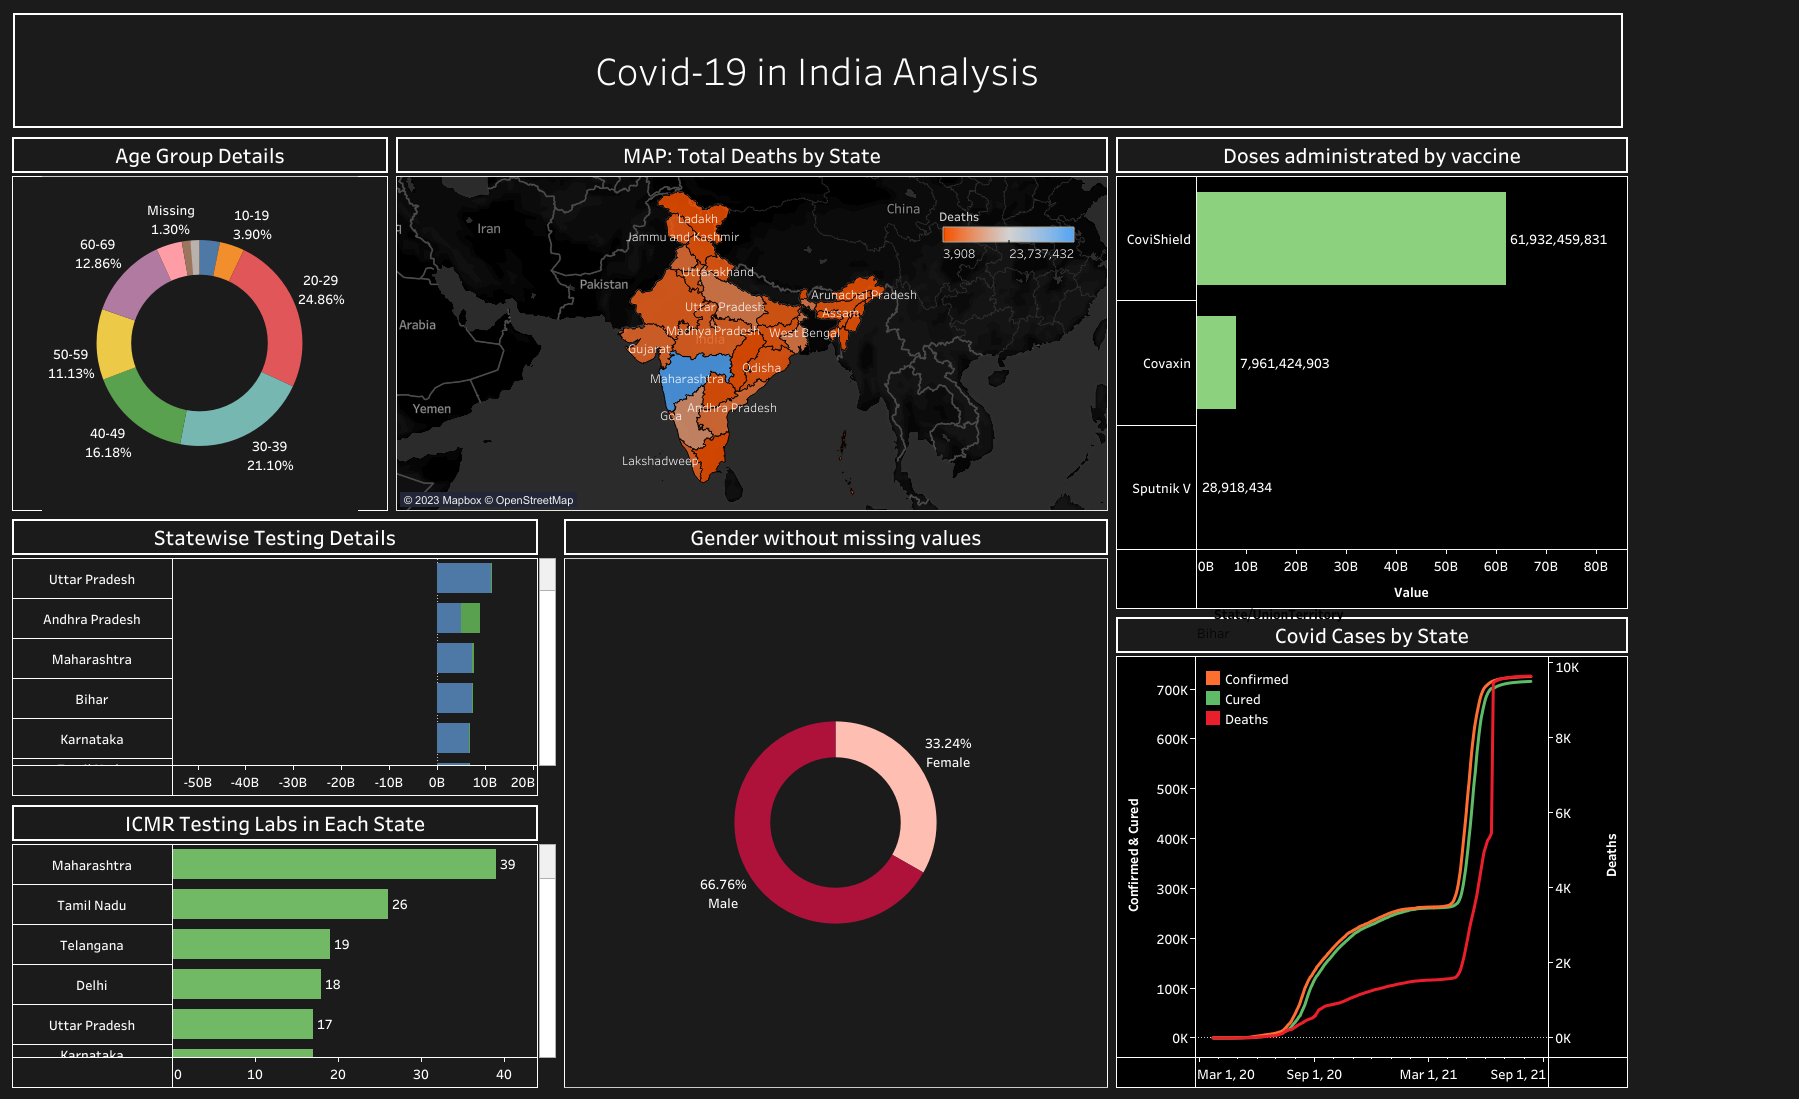 Covid-19 in India Analysis
Age Group Details
Missing
1.30%
10-19
3.90%
60-69
12.86%
20-29
24.86%
50-59
11.13%
40-49
16.18%
30-39
21.10%
MAP: Total Deaths by State
Iran
China
Pakistan
Arabia
Yemen
India
Ladakh
Jammu and Kashmir
Uttarakhand
Arunachal Pradesh
Uttar Pradesh
Assam
Madhya Pradesh
West Bengal
Gujarat
Odisha
Maharashtra
Andhra Pradesh
Goa
Lakshadweep
Deaths
3,908
23,737,432
© 2023 Mapbox © OpenStreetMap
Doses administrated by vaccine
CoviShield
61,932,459,831
Covaxin
7,961,424,903
Sputnik V
28,918,434
0B 10B 20B 30B 40B 50B 60B 70B 80B
Value
Statewise Testing Details
Uttar Pradesh
Andhra Pradesh
Maharashtra
Bihar
Karnataka
-50B -40B -30B -20B -10B 0B 10B 20B
ICMR Testing Labs in Each State
Maharashtra
39
Tamil Nadu
26
Telangana
19
Delhi
18
Uttar Pradesh
17
Karnataka
0 10 20 30 40
Gender without missing values
33.24%
Female
66.76%
Male
State/UnionTerritory
Bihar
Covid Cases by State
Confirmed
Cured
Deaths
700K
600K
500K
400K
300K
200K
100K
0K
Confirmed & Cured
10K
8K
6K
4K
2K
0K
Deaths
Mar 1, 20 Sep 1, 20 Mar 1, 21 Sep 1, 21